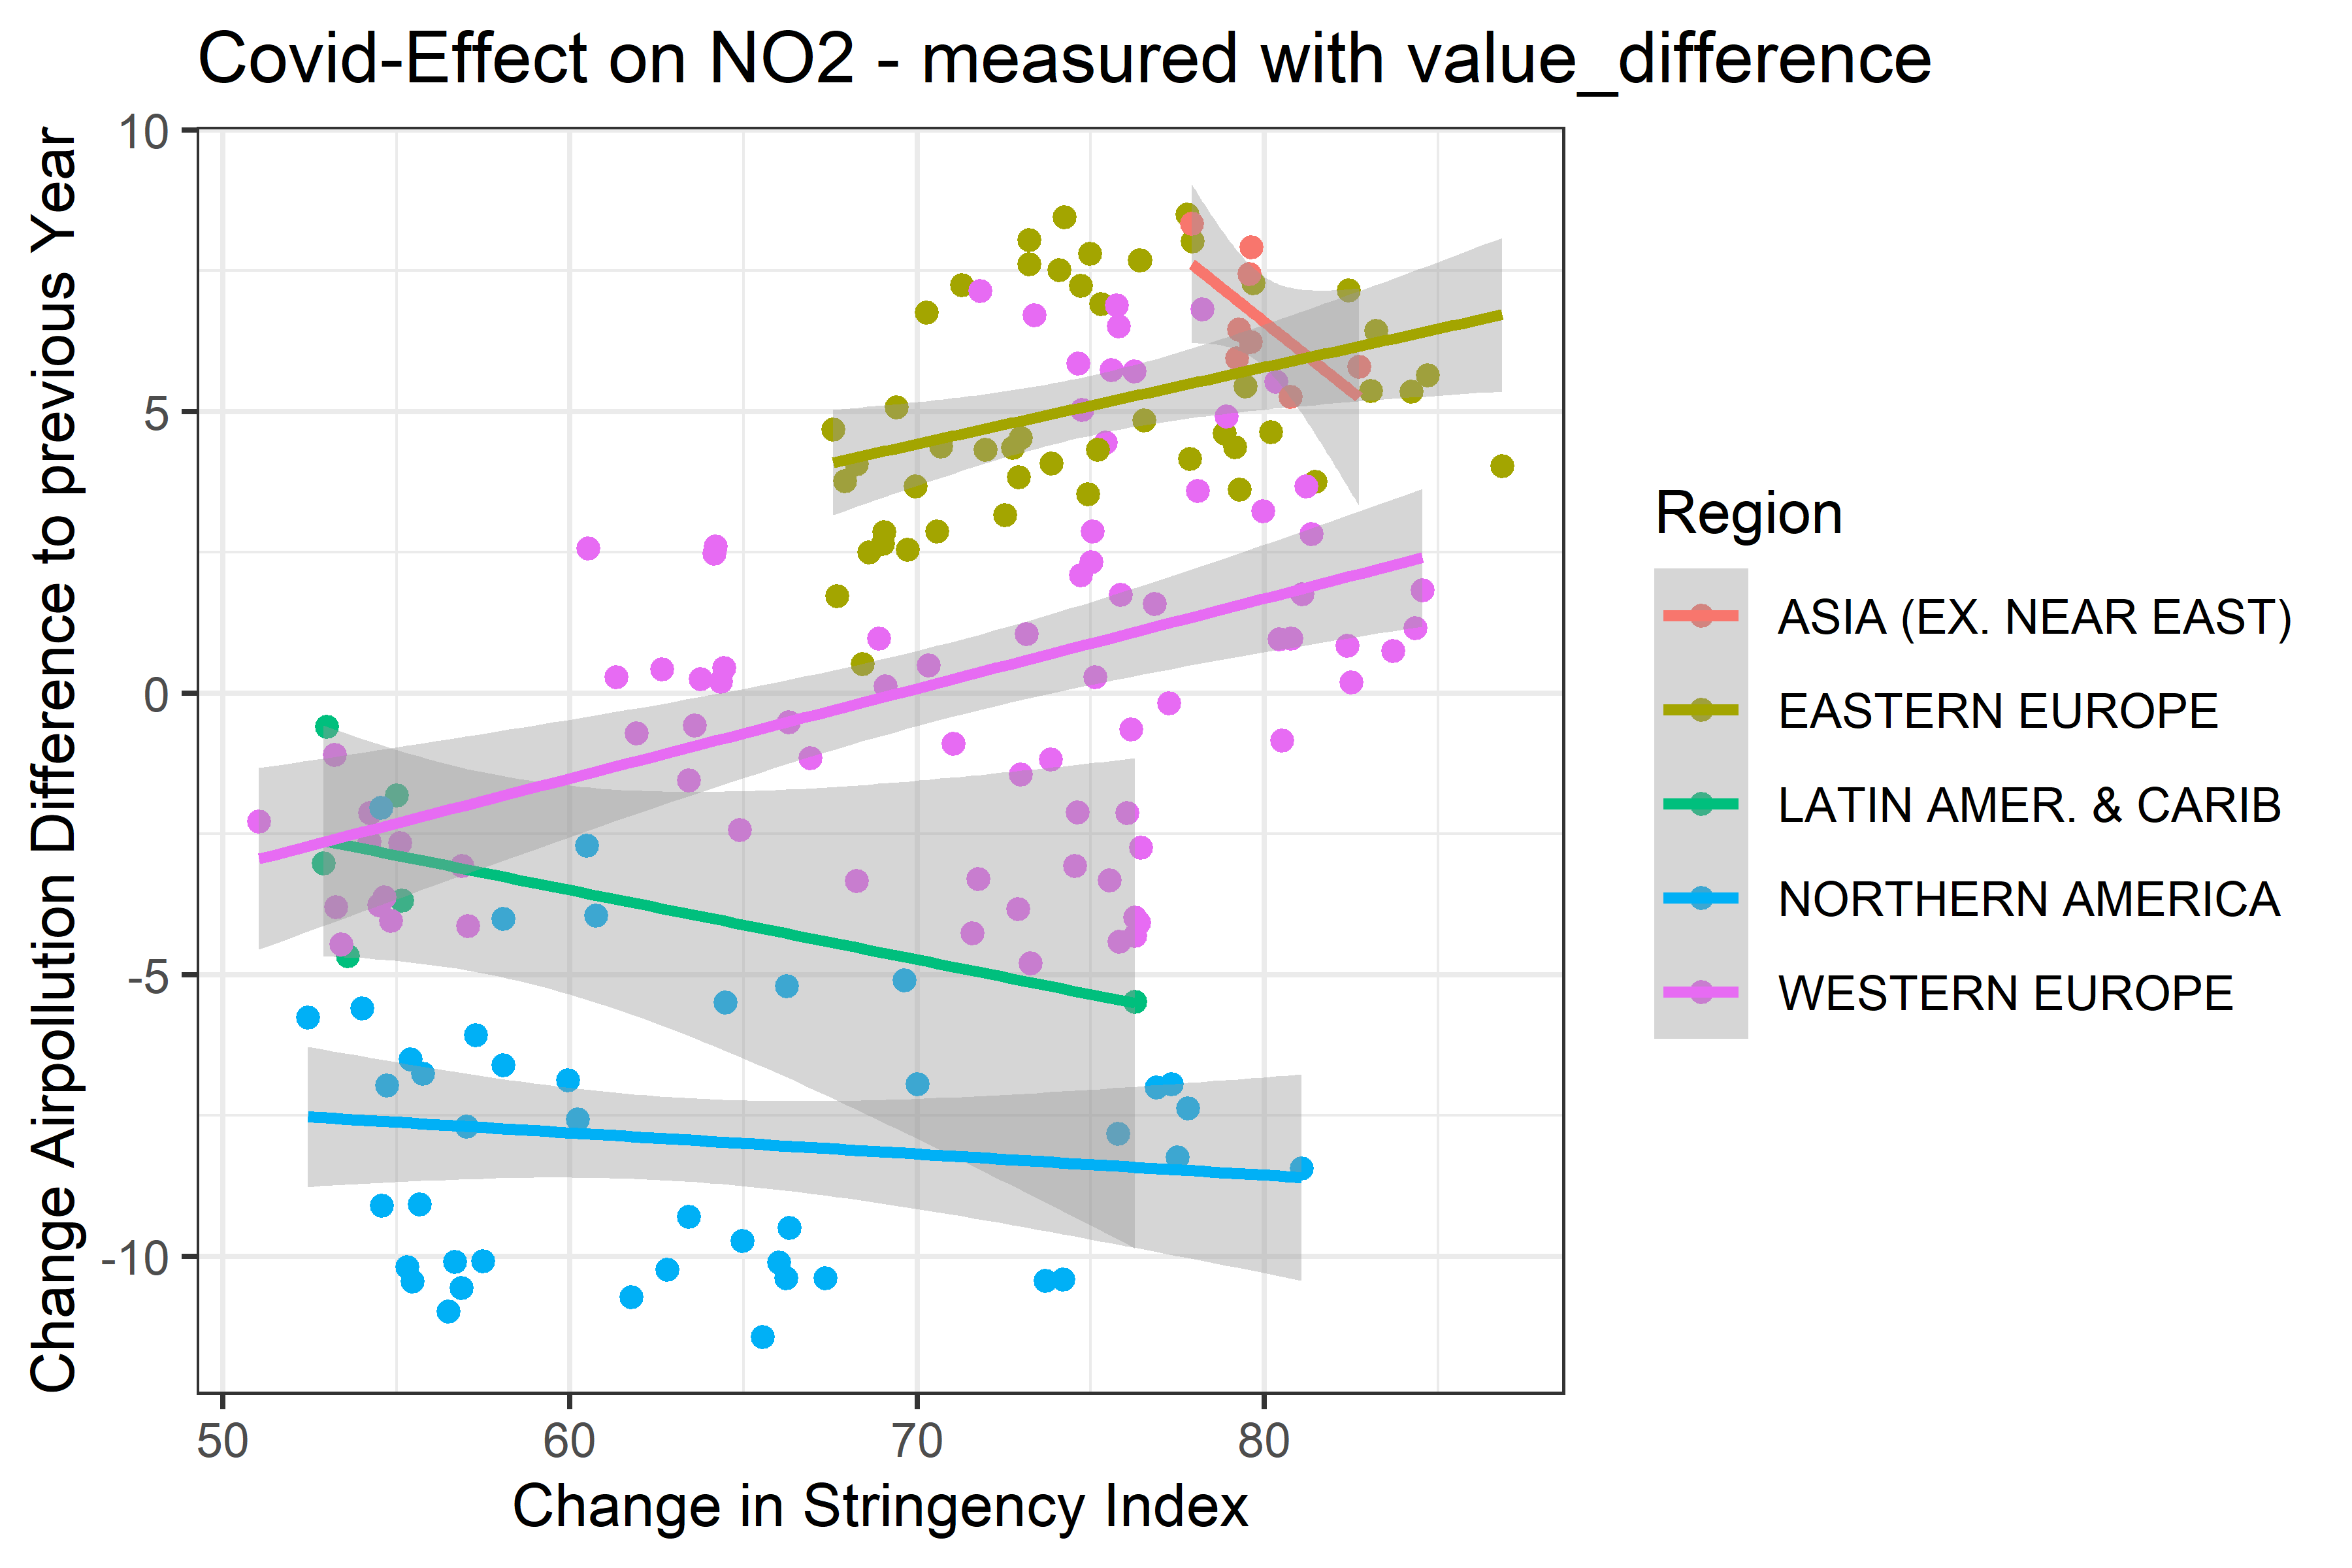 Covid-Effect on NO2 - measured with value_difference
Change Airpollution Difference to previous Year
10
5
0
-5
-10
50 60 70 80
Change in Stringency Index
Region
ASIA (EX. NEAR EAST)
EASTERN EUROPE
LATIN AMER. & CARIB
NORTHERN AMERICA
WESTERN EUROPE